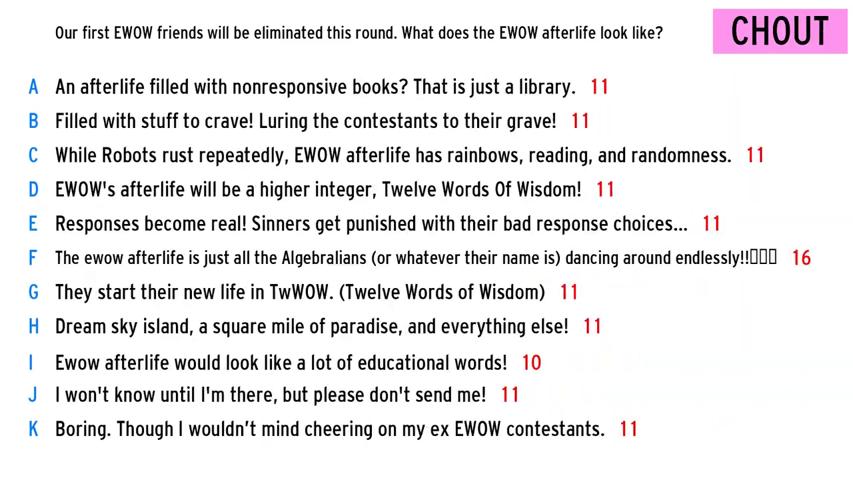 Our first EWOW friends will be eliminated this round. What does the EWOW afterlife look like?
CHOUT
A An afterlife filled with nonresponsive books? That is just a library. 11
B Filled with stuff to crave! Luring the contestants to their grave! 11
C While Robots rust repeatedly, EWOW afterlife has rainbows, reading, and randomness. 11
D EWOW's afterlife will be a higher integer, Twelve Words Of Wisdom! 11
E Responses become real! Sinners get punished with their bad response choices... 11
F The ewow afterlife is just all the Algebralians (or whatever their name is) dancing around endlessly!!▯▯▯ 16
G They start their new life in TwWOW. (Twelve Words of Wisdom) 11
H Dream sky island, a square mile of paradise, and everything else! 11
I Ewow afterlife would look like a lot of educational words! 10
J I won't know until I'm there, but please don't send me! 11
K Boring. Though I wouldn’t mind cheering on my ex EWOW contestants. 11